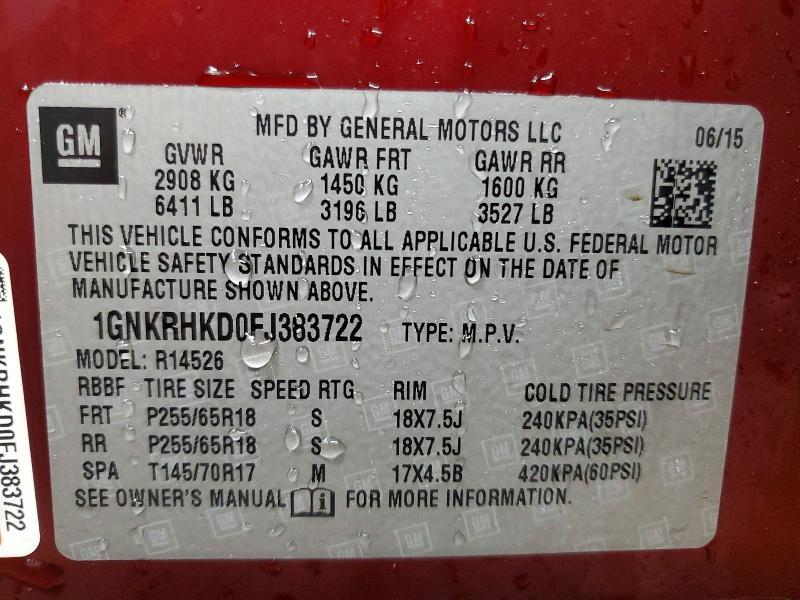 GM
MFD BY GENERAL MOTORS LLC
06/15
GVWR GAWR FRT GAWR RR
2908 KG 1450 KG 1600 KG
6411 LB 3196 LB 3527 LB
THIS VEHICLE CONFORMS TO ALL APPLICABLE U.S. FEDERAL MOTOR
VEHICLE SAFETY STANDARDS IN EFFECT ON THE DATE OF
MANUFACTURE SHOWN ABOVE.
1GNKRHKD0FJ383722 TYPE: M.P.V.
MODEL: R14526
RBBF TIRE SIZE SPEED RTG RIM COLD TIRE PRESSURE
FRT P255/65R18 S 18X7.5J 240KPA(35PSI)
RR P255/65R18 S 18X7.5J 240KPA(35PSI)
SPA T145/70R17 M 17X4.5B 420KPA(60PSI)
SEE OWNER'S MANUAL FOR MORE INFORMATION.
1GNKRHKD0FJ383722